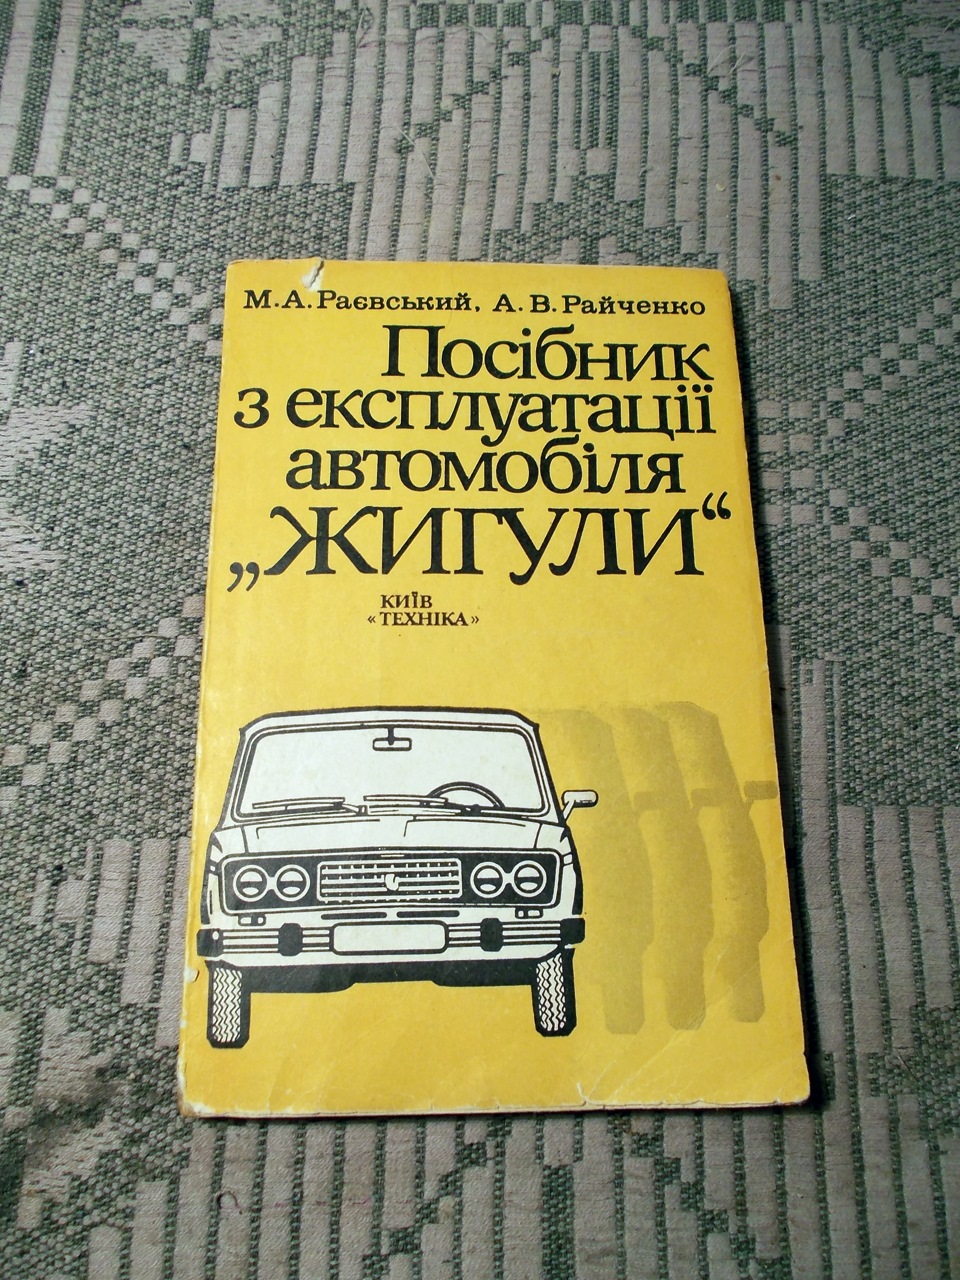 М.А.Раєвський, А.В.Райченко
Посібник
з експлуатації
автомобіля
„ЖИГУЛИ“
КИЇВ
«ТЕХНІКА»